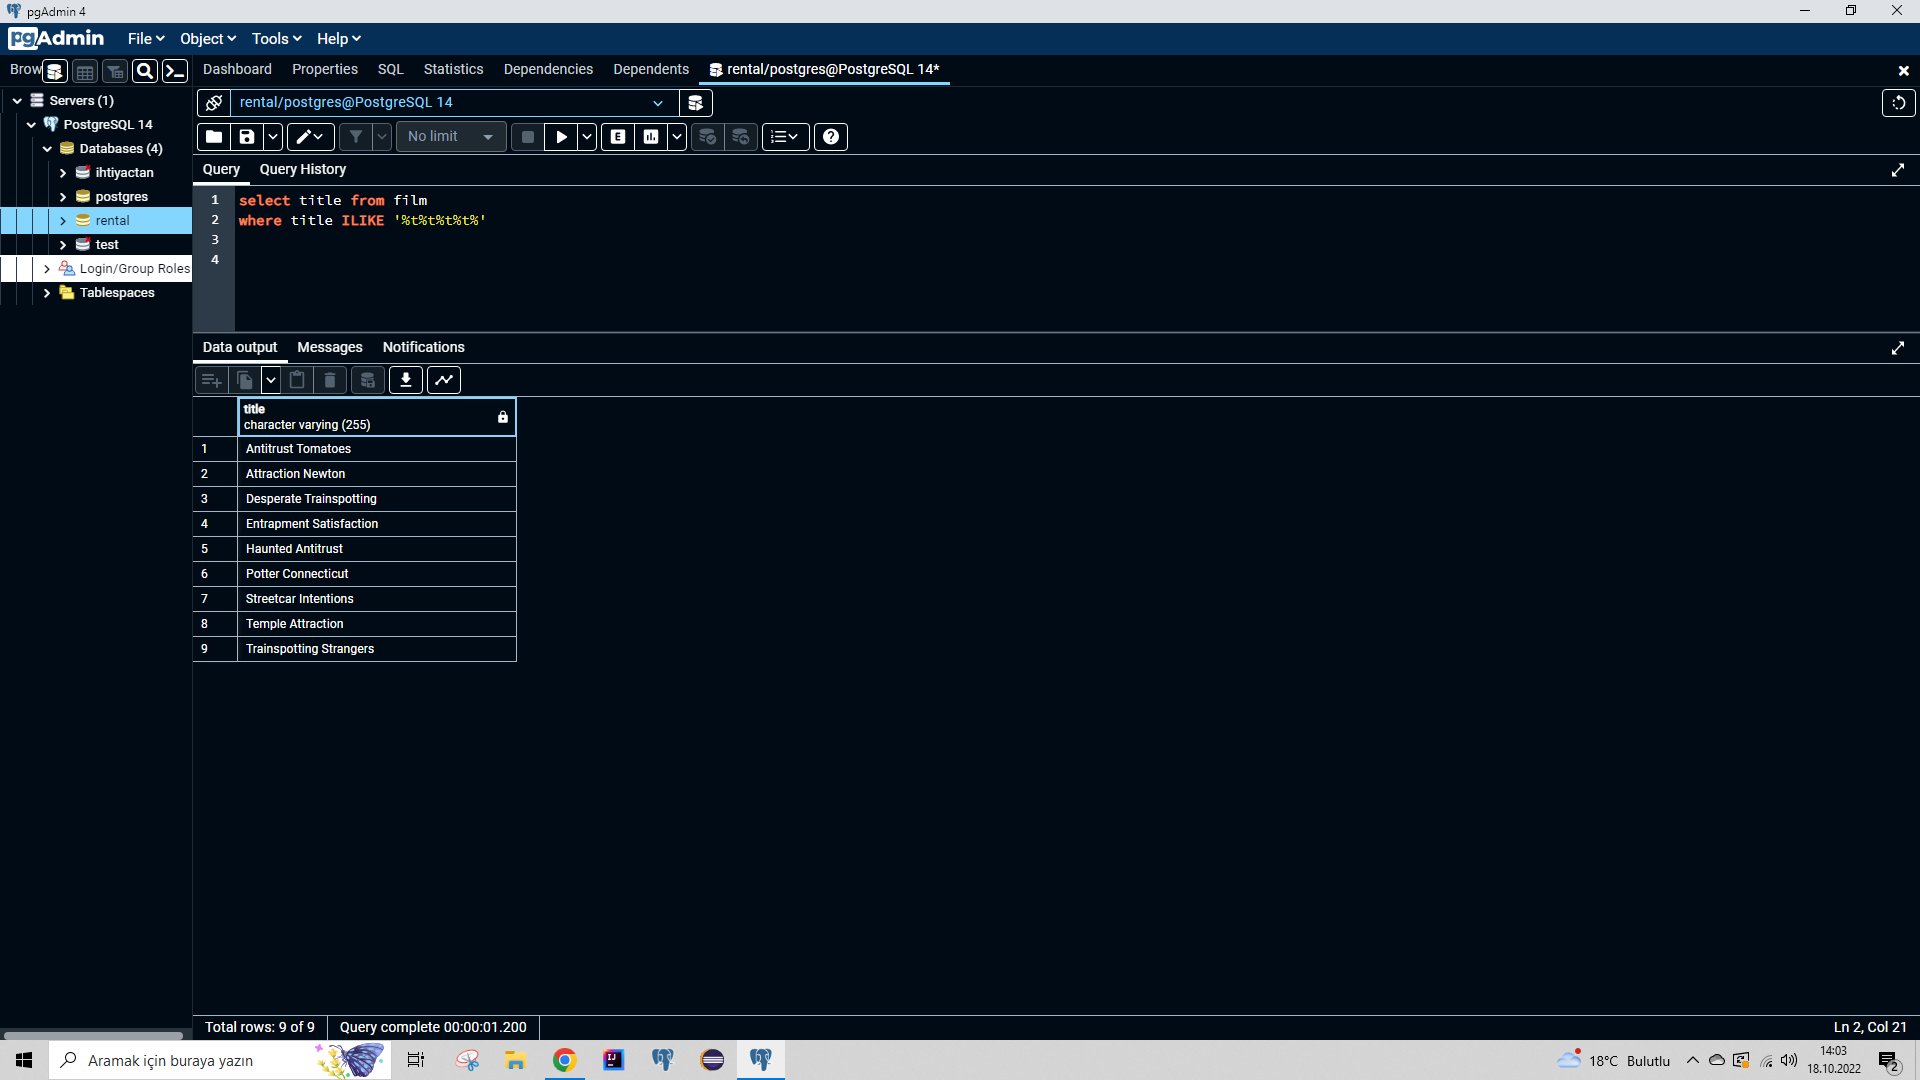 pgAdmin 4
pgAdmin File Object Tools Help
Brow
Dashboard Properties SQL Statistics Dependencies Dependents rental/postgres@PostgreSQL 14*
Servers (1)
PostgreSQL 14
Databases (4)
ihtiyactan
postgres
rental
test
Login/Group Roles
Tablespaces
rental/postgres@PostgreSQL 14
No limit
E
Query Query History
1 select title from film
2 where title ILIKE '%t%t%t%t%'
3
4
Data output Messages Notifications
title
character varying (255)
1 Antitrust Tomatoes
2 Attraction Newton
3 Desperate Trainspotting
4 Entrapment Satisfaction
5 Haunted Antitrust
6 Potter Connecticut
7 Streetcar Intentions
8 Temple Attraction
9 Trainspotting Strangers
Total rows: 9 of 9 Query complete 00:00:01.200 Ln 2, Col 21
Aramak için buraya yazın
IJ
18°C Bulutlu
14:03
18.10.2022
2